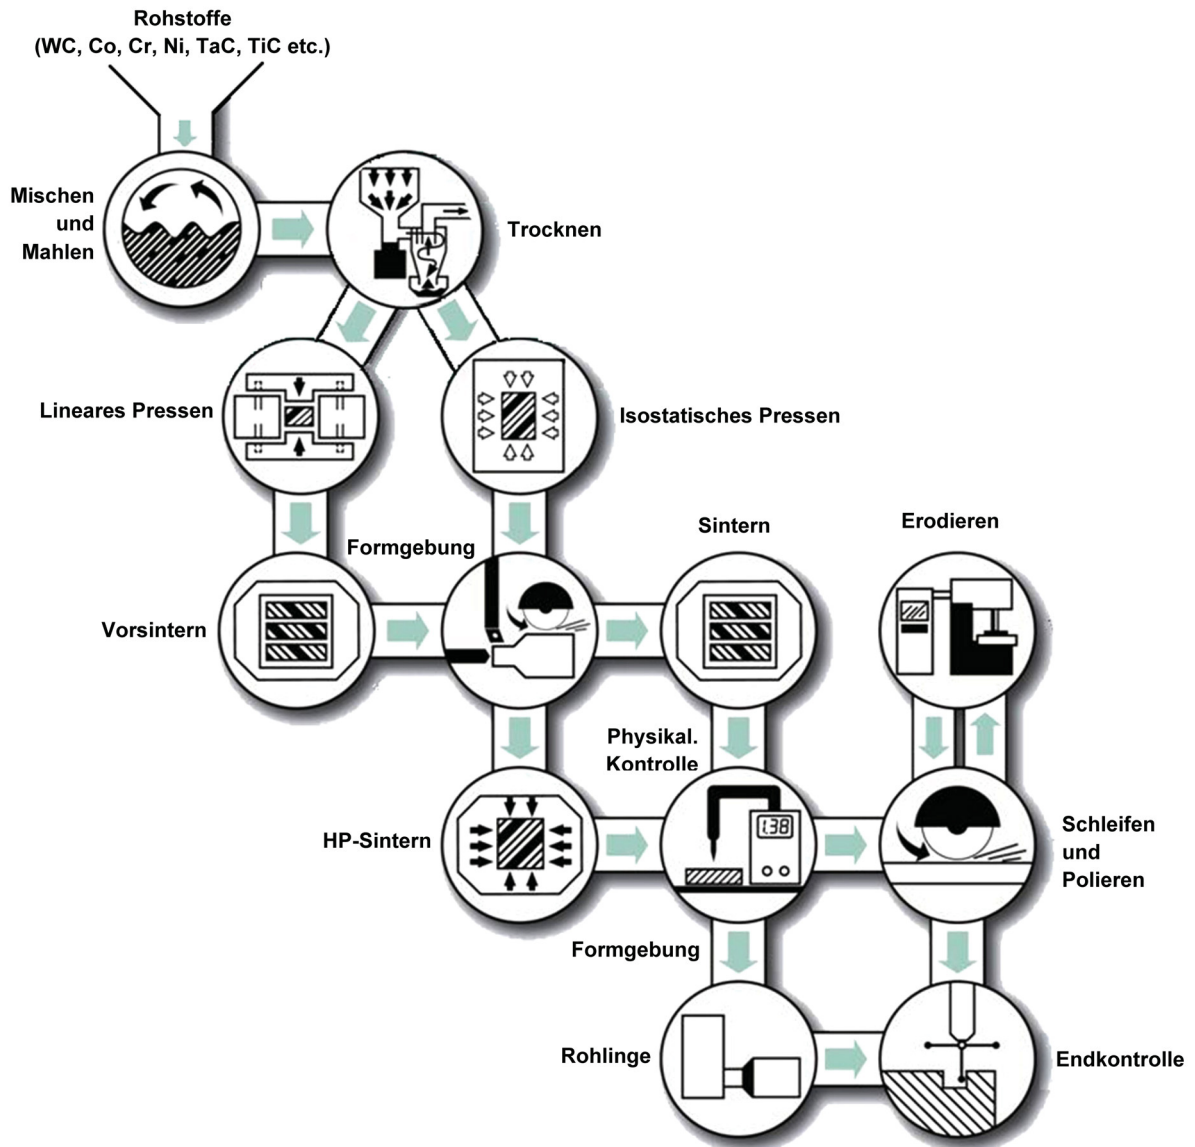 Rohstoffe
(WC, Co, Cr, Ni, TaC, TiC etc.)
Mischen
und
Mahlen
Trocknen
Lineares Pressen
Isostatisches Pressen
Formgebung
Sintern
Erodieren
Vorsintern
Physikal.
Kontrolle
HP-Sintern
1.38
Schleifen
und
Polieren
Formgebung
Rohlinge
Endkontrolle